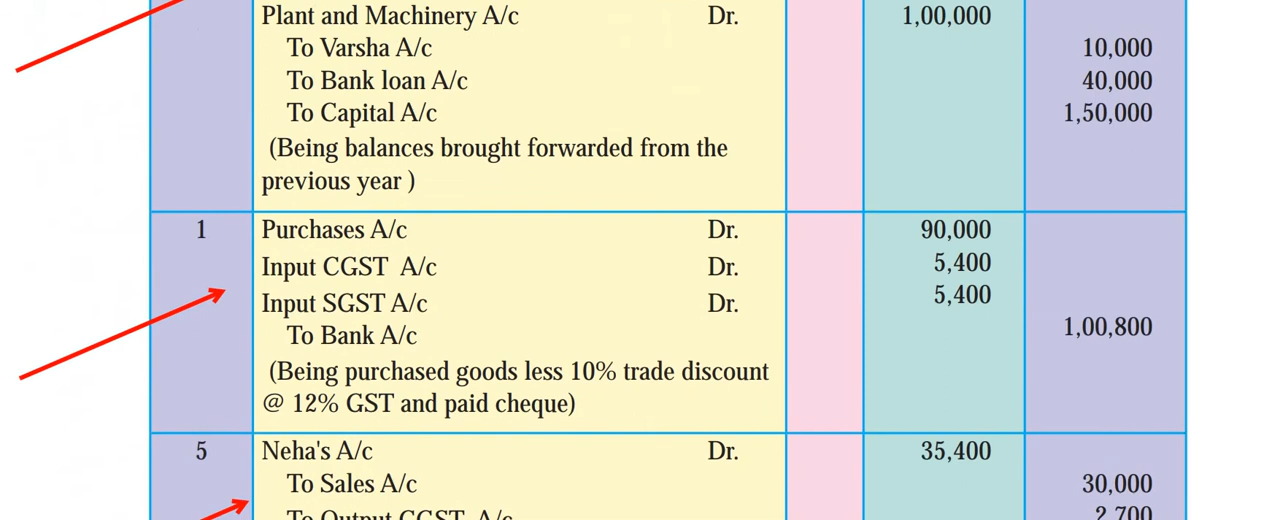 Plant and Machinery A/c Dr. 1,00,000
To Varsha A/c 10,000
To Bank loan A/c 40,000
To Capital A/c 1,50,000
(Being balances brought forwarded from the
previous year )
1 Purchases A/c Dr. 90,000
Input CGST A/c Dr. 5,400
Input SGST A/c Dr. 5,400
To Bank A/c 1,00,800
(Being purchased goods less 10% trade discount
@ 12% GST and paid cheque)
5 Neha's A/c Dr. 35,400
To Sales A/c 30,000
To Output CGST A/c 2,700